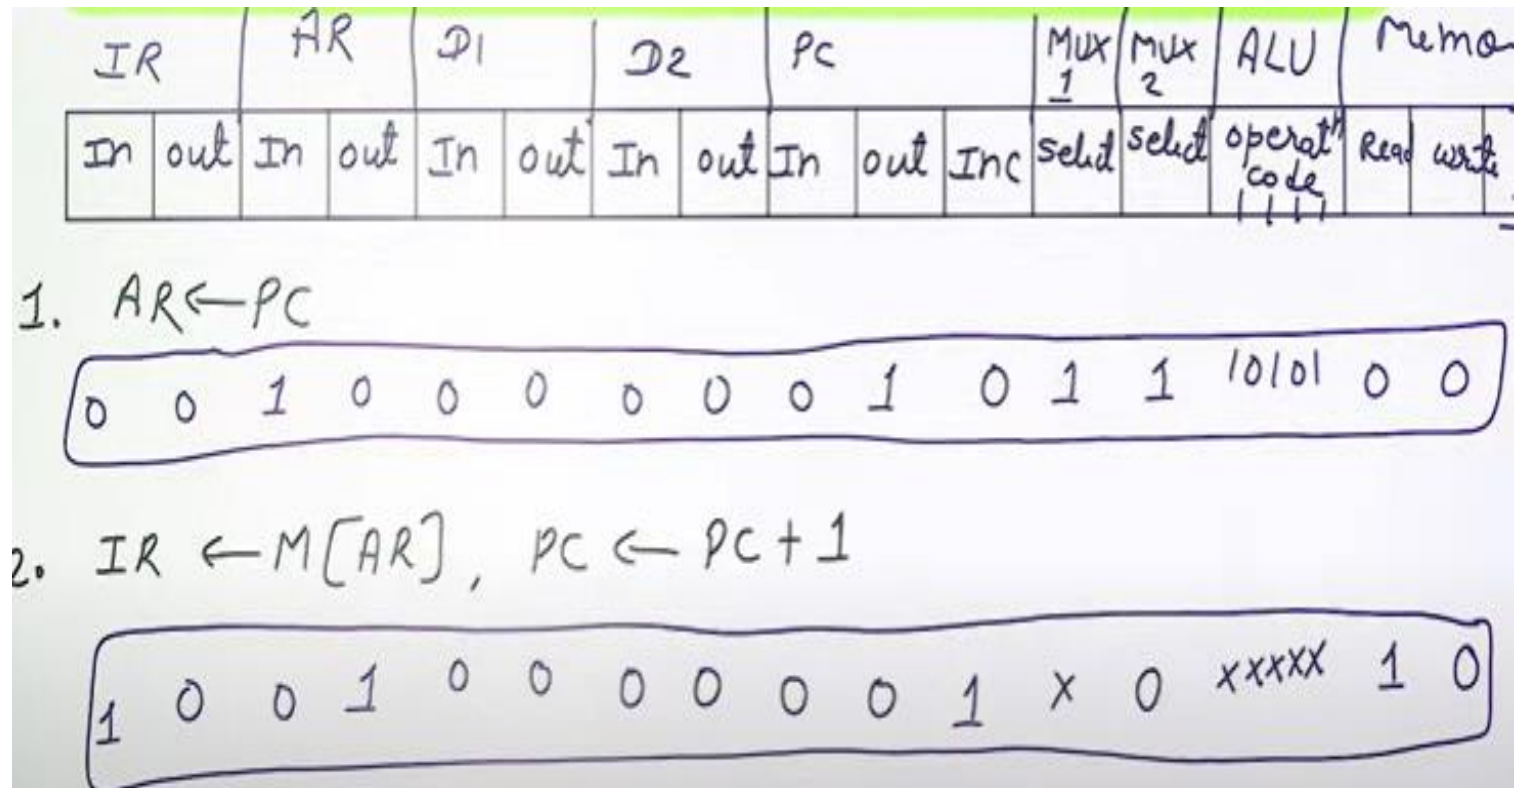 IR AR D1 D2 PC MUX 1 MUX 2 ALU Memo
In out In out In out In out In out Inc select select operatⁿ code Read write
1. AR←PC
0 0 1 0 0 0 0 0 0 1 0 1 1 10101 0 0
2. IR ← M[AR], PC ← PC + 1
1 0 0 1 0 0 0 0 0 0 1 x 0 xxxxx 1 0